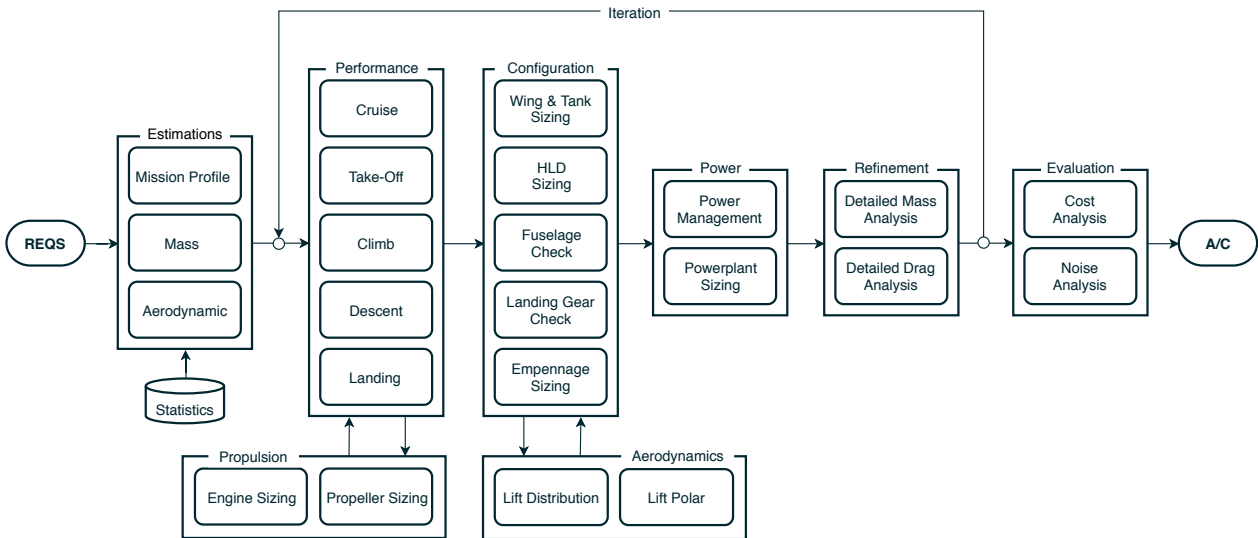 Iteration
REQS
Estimations
Mission Profile
Mass
Aerodynamic
Statistics
Performance
Cruise
Take-Off
Climb
Descent
Landing
Propulsion
Engine Sizing
Propeller Sizing
Configuration
Wing & Tank
Sizing
HLD
Sizing
Fuselage
Check
Landing Gear
Check
Empennage
Sizing
Aerodynamics
Lift Distribution
Lift Polar
Power
Power
Management
Powerplant
Sizing
Refinement
Detailed Mass
Analysis
Detailed Drag
Analysis
Evaluation
Cost
Analysis
Noise
Analysis
A/C